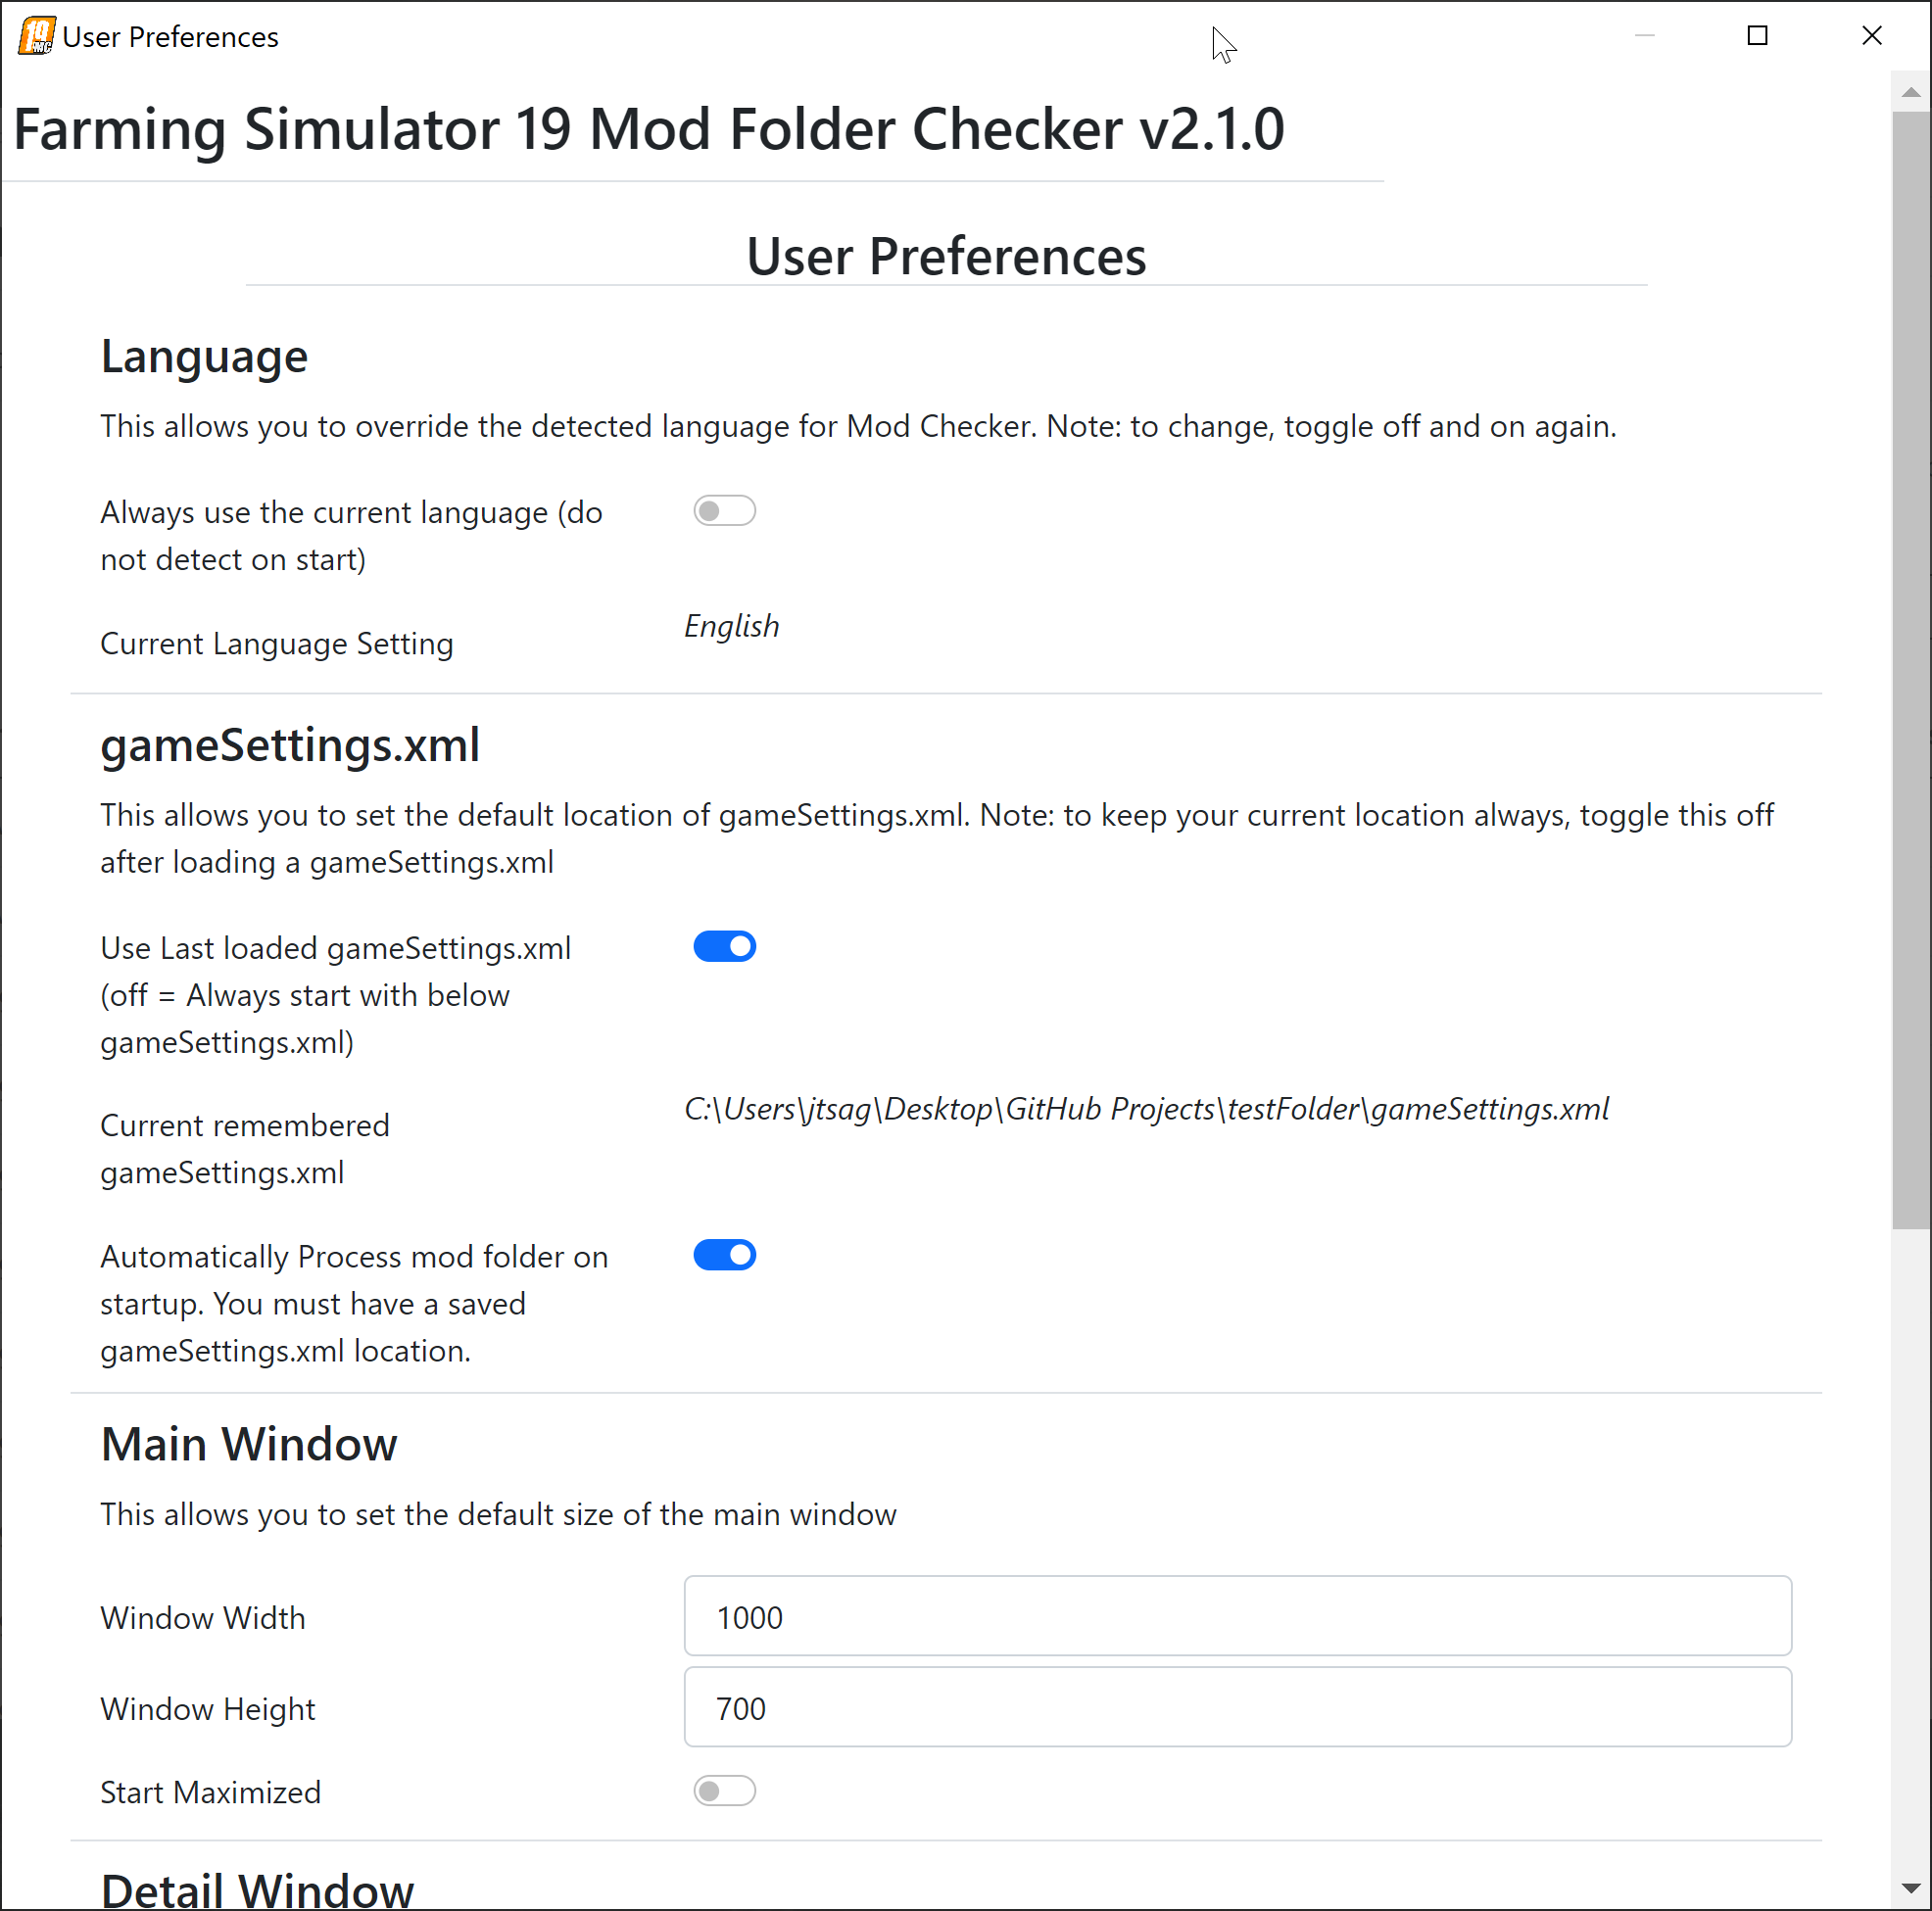 19
MC
User Preferences
Farming Simulator 19 Mod Folder Checker v2.1.0
User Preferences
Language
This allows you to override the detected language for Mod Checker. Note: to change, toggle off and on again.
Always use the current language (do
not detect on start)
Current Language Setting
English
gameSettings.xml
This allows you to set the default location of gameSettings.xml. Note: to keep your current location always, toggle this off
after loading a gameSettings.xml
Use Last loaded gameSettings.xml
(off = Always start with below
gameSettings.xml)
Current remembered
gameSettings.xml
C:\Users\jtsag\Desktop\GitHub Projects\testFolder\gameSettings.xml
Automatically Process mod folder on
startup. You must have a saved
gameSettings.xml location.
Main Window
This allows you to set the default size of the main window
Window Width
1000
Window Height
700
Start Maximized
Detail Window